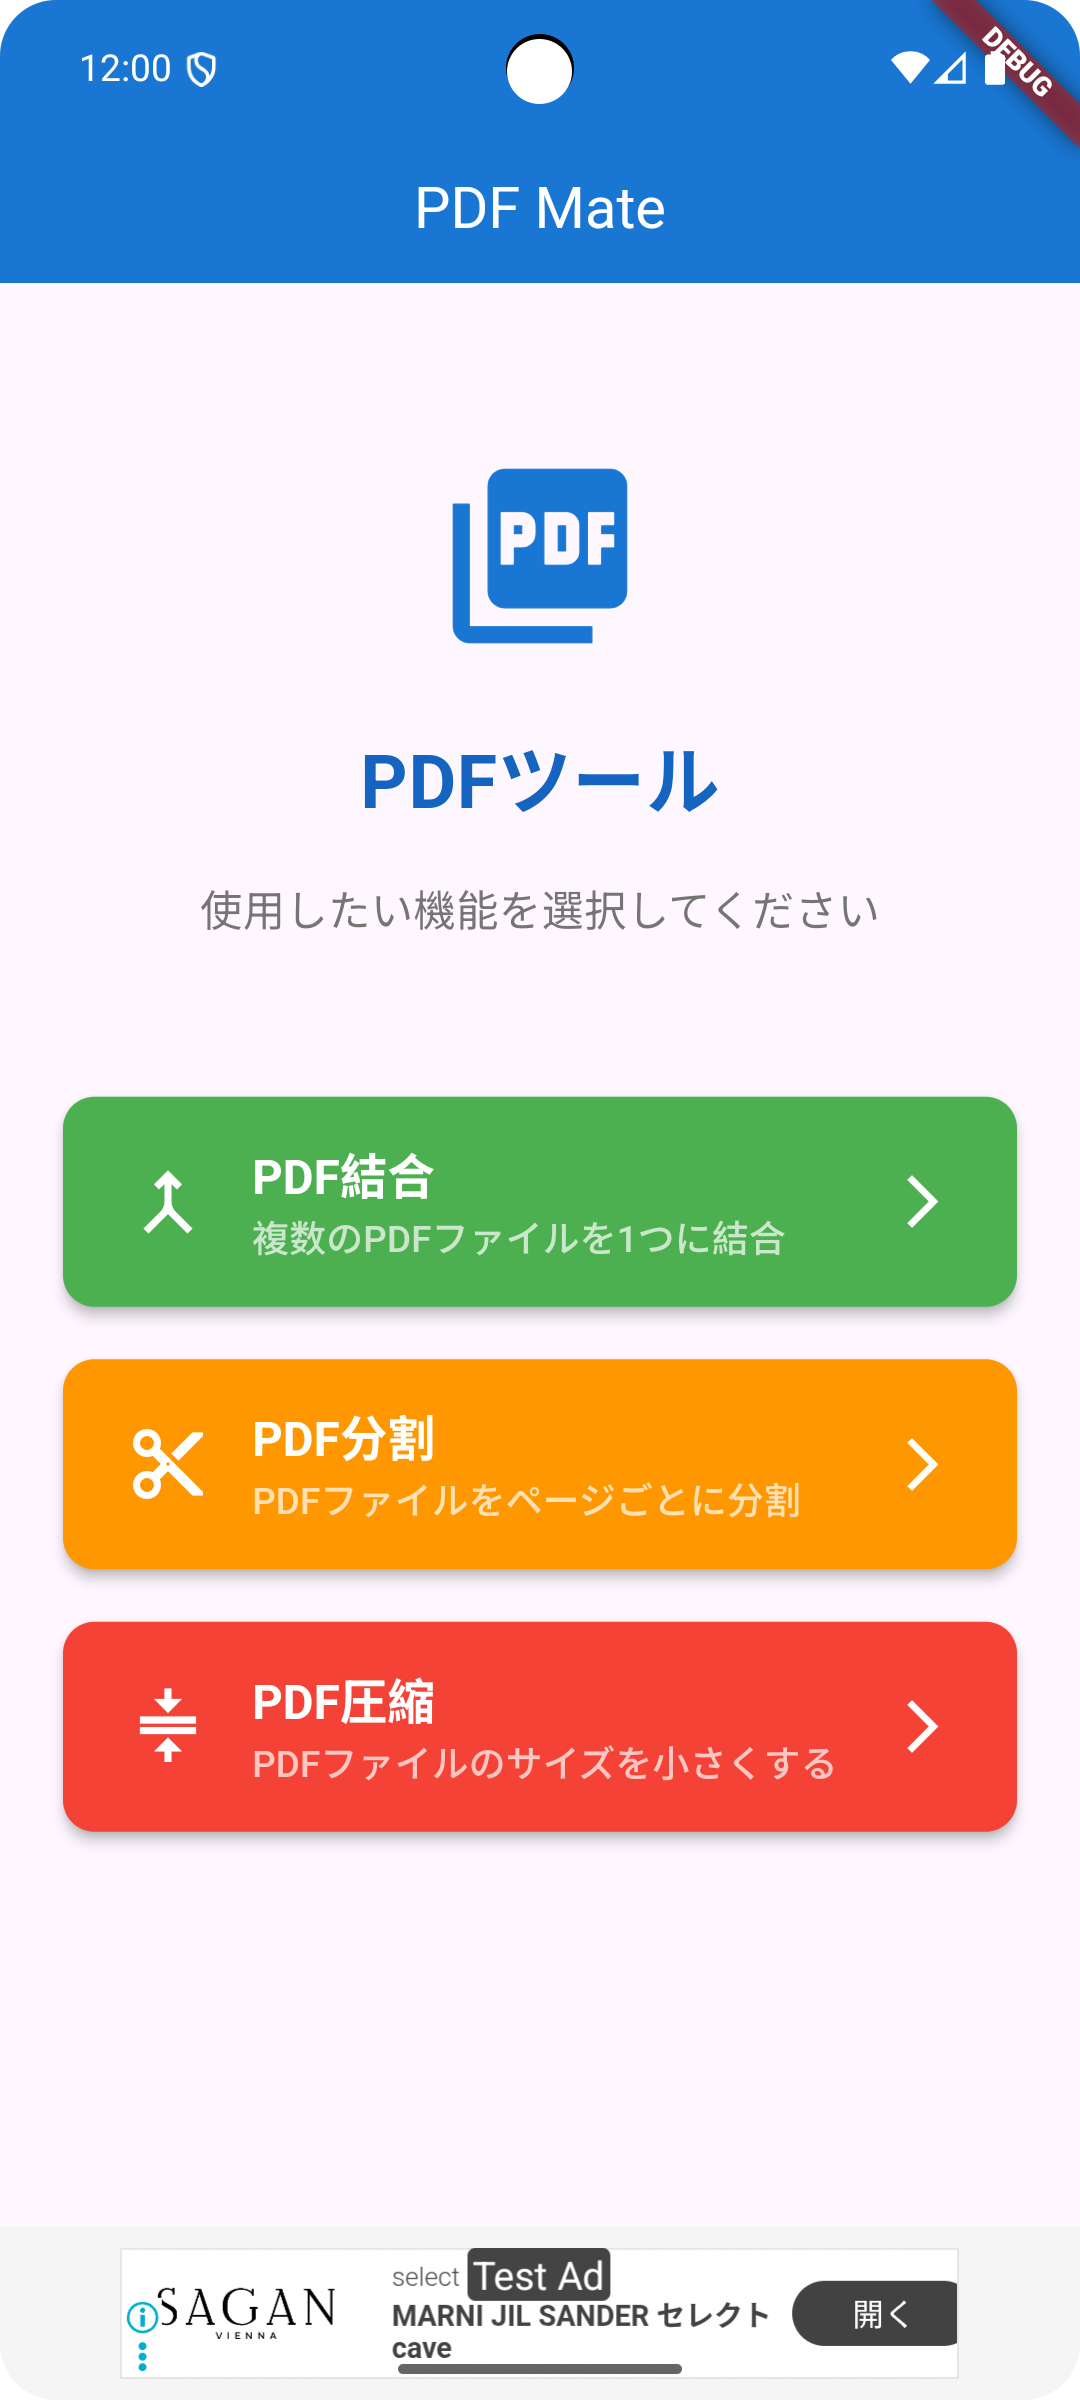 12:00
DEBUG
PDF Mate
PDF
PDFツール
使用したい機能を選択してください
PDF結合
複数のPDFファイルを1つに結合
PDF分割
PDFファイルをページごとに分割
PDF圧縮
PDFファイルのサイズを小さくする
SAGAN
VIENNA
select
Test Ad
MARNI JIL SANDER セレクト
cave
開く